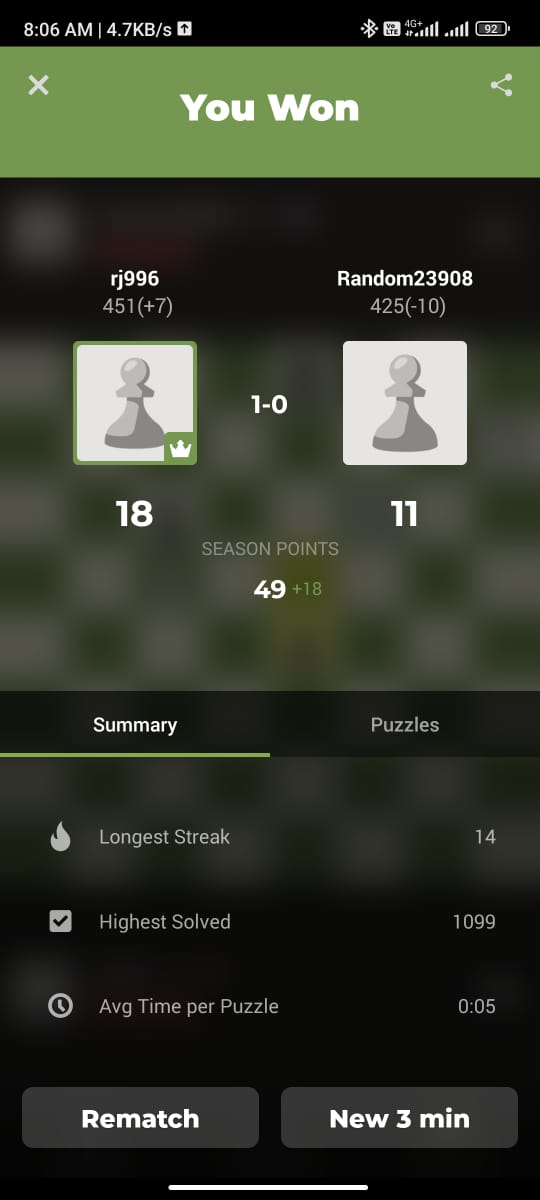 8:06 AM | 4.7KB/s
Vo LTE 4G+ 92
You Won
rj996 Random23908
451(+7) 425(-10)
1-0
18 11
SEASON POINTS
49 +18
Summary Puzzles
Longest Streak 14
Highest Solved 1099
Avg Time per Puzzle 0:05
Rematch New 3 min